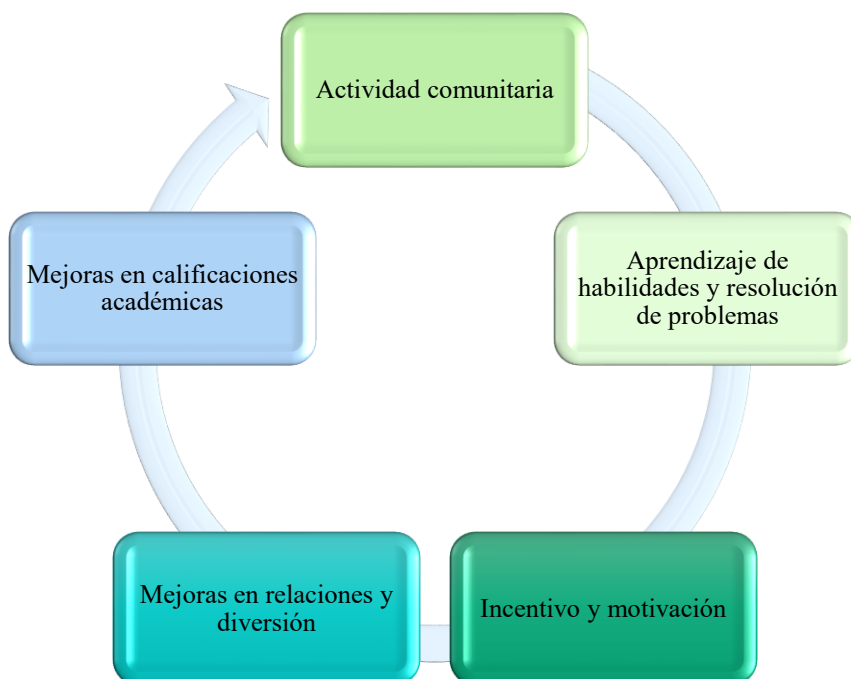 Actividad comunitaria
Aprendizaje de
habilidades y resolución
de problemas
Incentivo y motivación
Mejoras en relaciones y
diversión
Mejoras en calificaciones
académicas